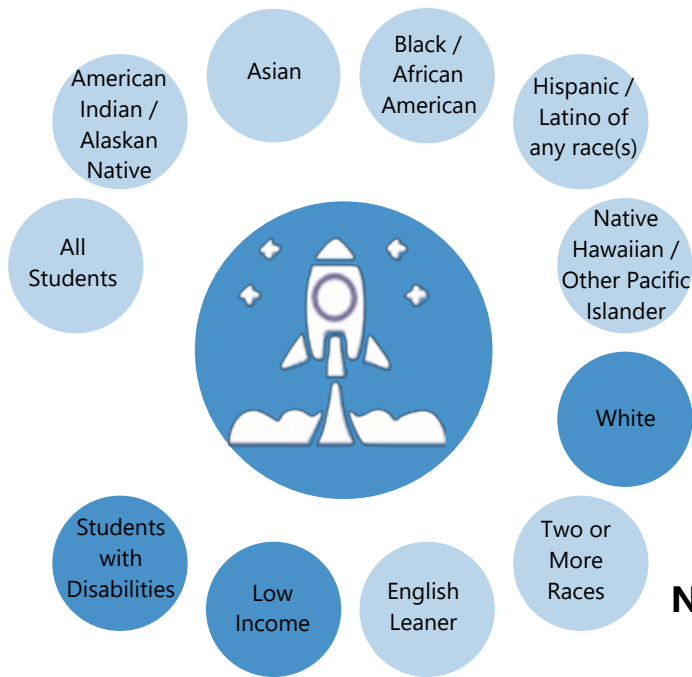 American
Indian /
Alaskan
Native
Asian
Black /
African
American
Hispanic /
Latino of
any race(s)
All
Students
Native
Hawaiian /
Other Pacific
Islander
White
Students
with
Disabilities
Low
Income
English
Leaner
Two or
More
Races
N